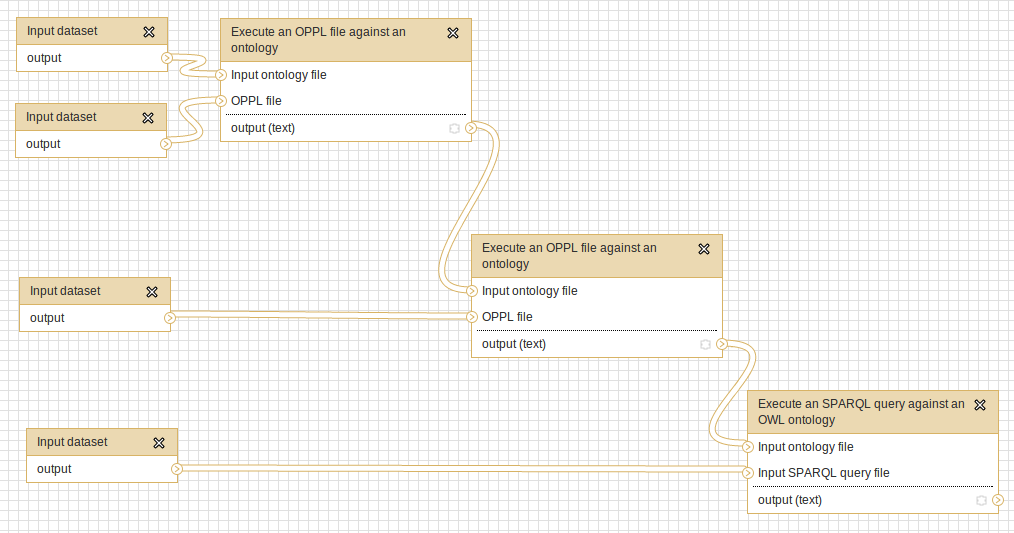 Input dataset
output
Execute an OPPL file against an
ontology
Input ontology file
OPPL file
output (text)
Input dataset
output
Execute an OPPL file against an
ontology
Input ontology file
OPPL file
output (text)
Input dataset
output
Execute an SPARQL query against an
OWL ontology
Input ontology file
Input SPARQL query file
output (text)
Input dataset
output